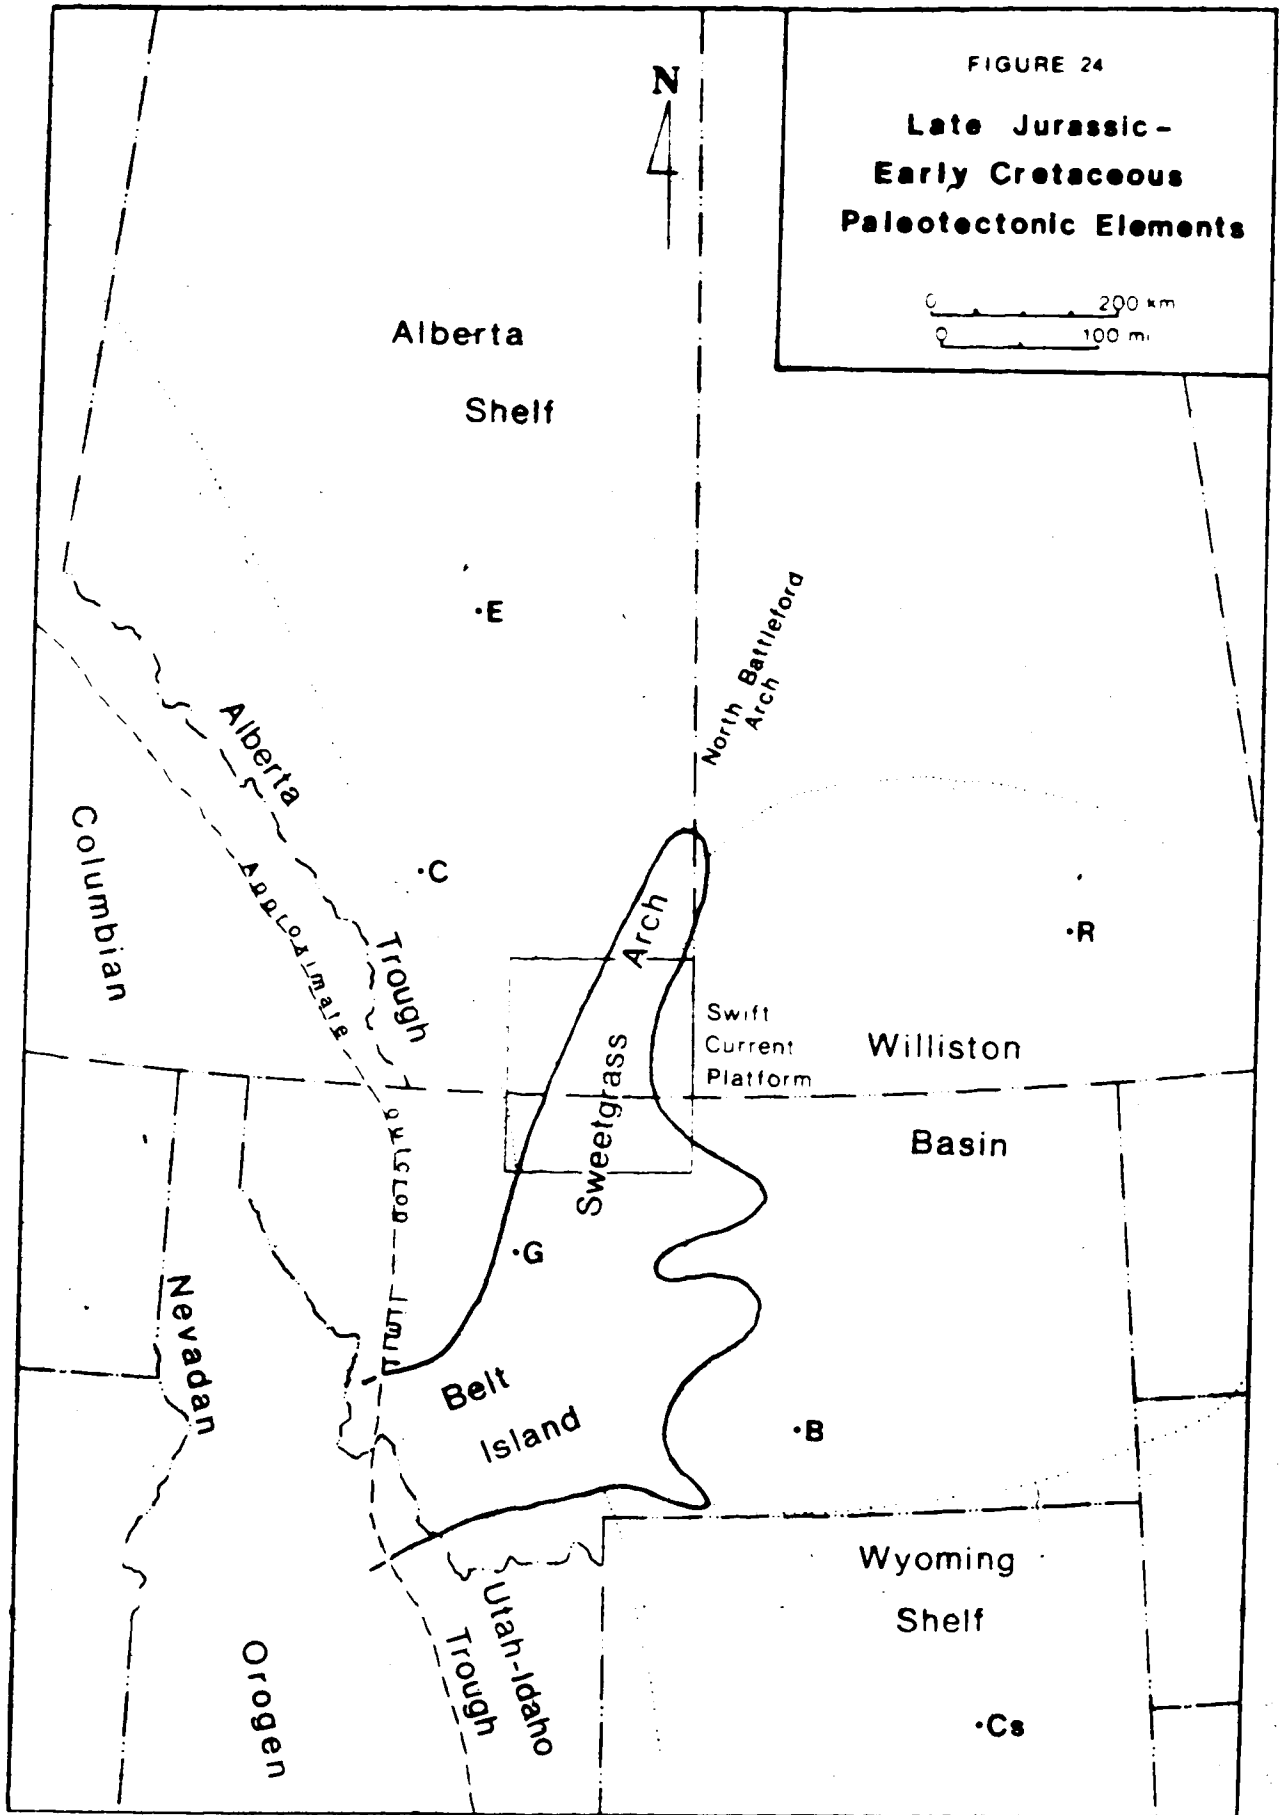 FIGURE 24
Late Jurassic-
Early Cretaceous
Paleotectonic Elements
0 200 km
0 100 mi
N
Alberta
Shelf
•E
North Battleford
Arch
Alberta
Trough
Columbian
•C
Approximate
Arch
•R
Swift
Current
Platform
Williston
Basin
Sweetgrass
outcrop
•G
limit
Nevadan
Belt
Island
•B
Wyoming
Shelf
Utah-Idaho
Trough
Orogen
•Cs